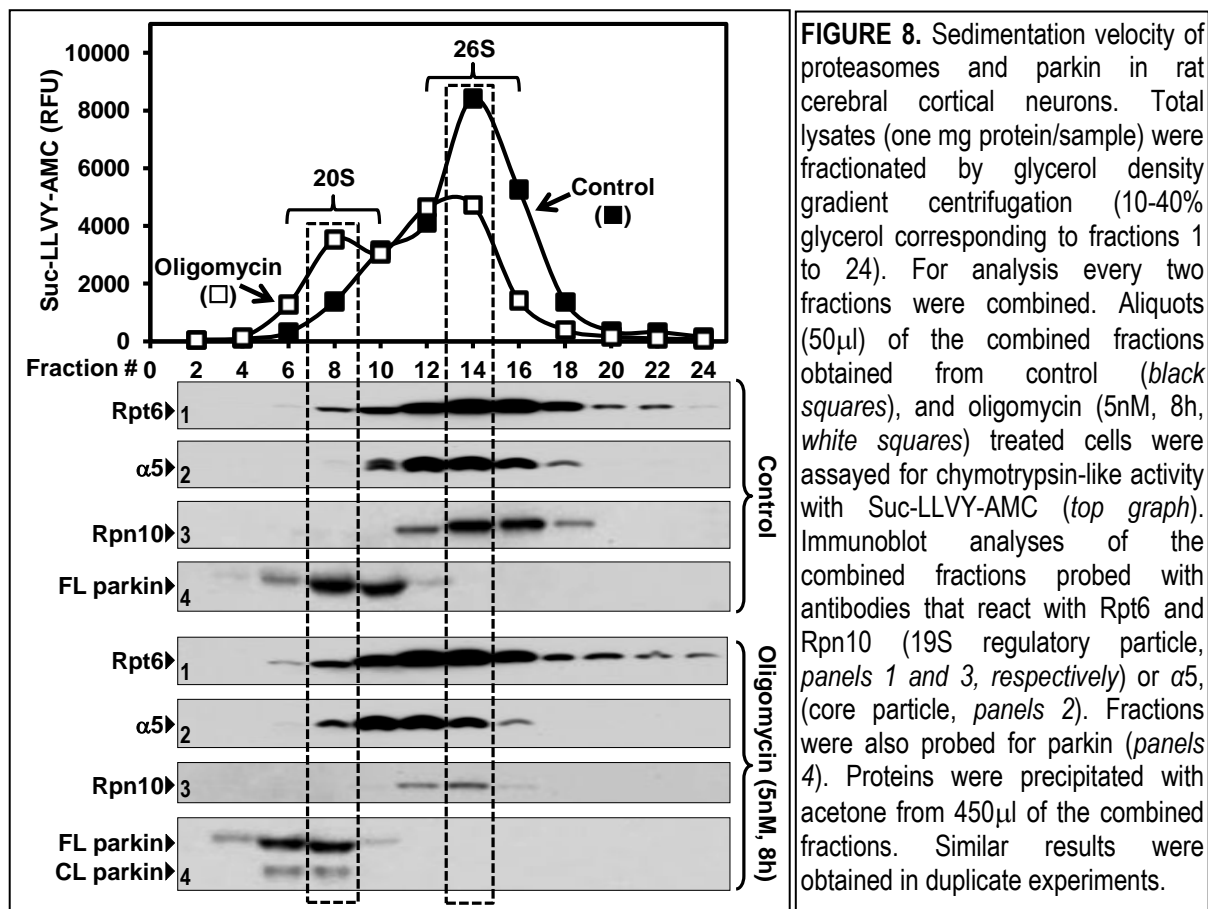 10000
8000
6000
4000
2000
0
Suc-LLVY-AMC (RFU)
26S
20S
Control
(■)
Oligomycin
(□)
Fraction # 0 2 4 6 8 10 12 14 16 18 20 22 24
Rpt6 1
α5 2
Rpn10 3
FL parkin 4
Control
Rpt6 1
α5 2
Rpn10 3
FL parkin
CL parkin 4
Oligomycin (5nM, 8h)
FIGURE 8. Sedimentation velocity of
proteasomes and parkin in rat
cerebral cortical neurons. Total
lysates (one mg protein/sample) were
fractionated by glycerol density
gradient centrifugation (10-40%
glycerol corresponding to fractions 1
to 24). For analysis every two
fractions were combined. Aliquots
(50μl) of the combined fractions
obtained from control (black
squares), and oligomycin (5nM, 8h,
white squares) treated cells were
assayed for chymotrypsin-like activity
with Suc-LLVY-AMC (top graph).
Immunoblot analyses of the
combined fractions probed with
antibodies that react with Rpt6 and
Rpn10 (19S regulatory particle,
panels 1 and 3, respectively) or α5,
(core particle, panels 2). Fractions
were also probed for parkin (panels
4). Proteins were precipitated with
acetone from 450μl of the combined
fractions. Similar results were
obtained in duplicate experiments.